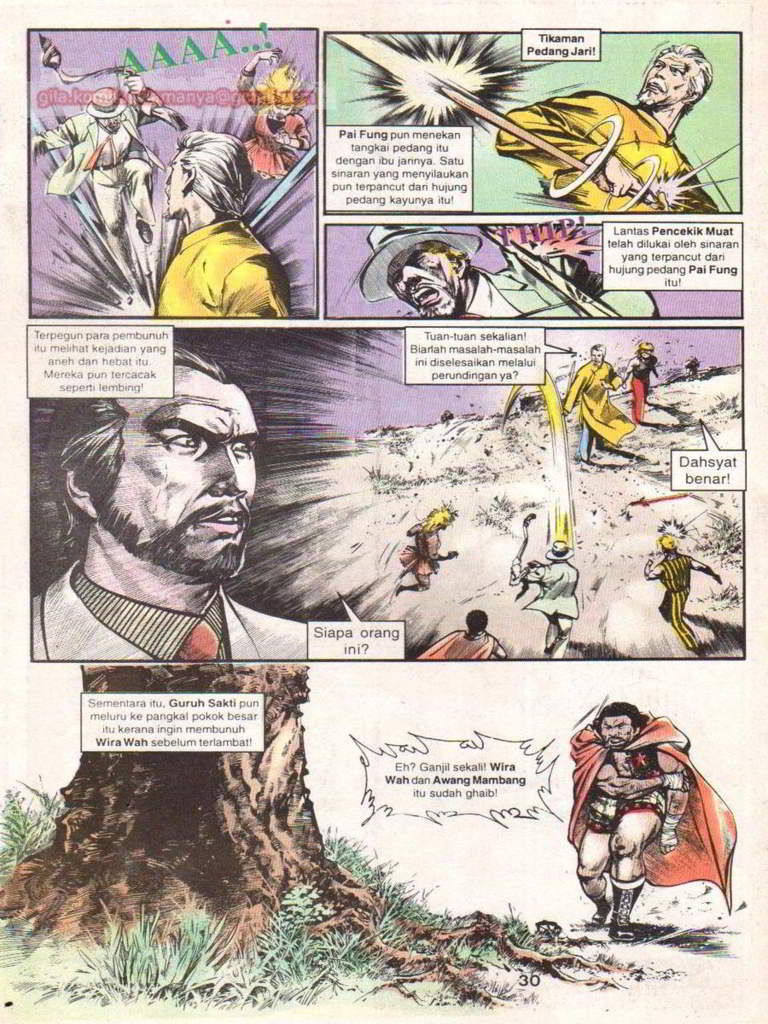 AAAA...!
Tikaman
Pedang Jari!
Pai Fung pun menekan
tangkai pedang itu
dengan ibu jarinya. Satu
sinaran yang menyilaukan
pun terpancut dari hujung
pedang kayunya itu!
THIP!
Lantas Pencekik Muat
telah dilukai oleh sinaran
yang terpancut dari
hujung pedang Pai Fung
itu!
Terpegun para pembunuh
itu melihat kejadian yang
aneh dan hebat itu.
Mereka pun tercacak
seperti lembing!
Tuan-tuan sekalian!
Biarlah masalah-masalah
ini diselesaikan melalui
perundingan ya?
Dahsyat
benar!
Siapa orang
ini?
Sementara itu, Guruh Sakti pun
meluru ke pangkal pokok besar
itu kerana ingin membunuh
Wira Wah sebelum terlambat!
Eh? Ganjil sekali! Wira
Wah dan Awang Mambang
itu sudah ghaib!
30